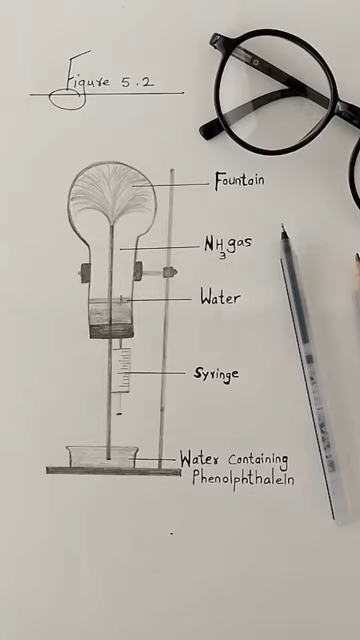 Figure 5.2
Fountain
NH3 gas
Water
Syringe
Water Containing
Phenolphthalein